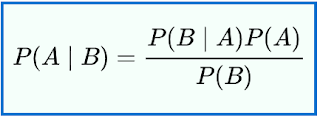 P(A | B) = P(B | A)P(A) / P(B)